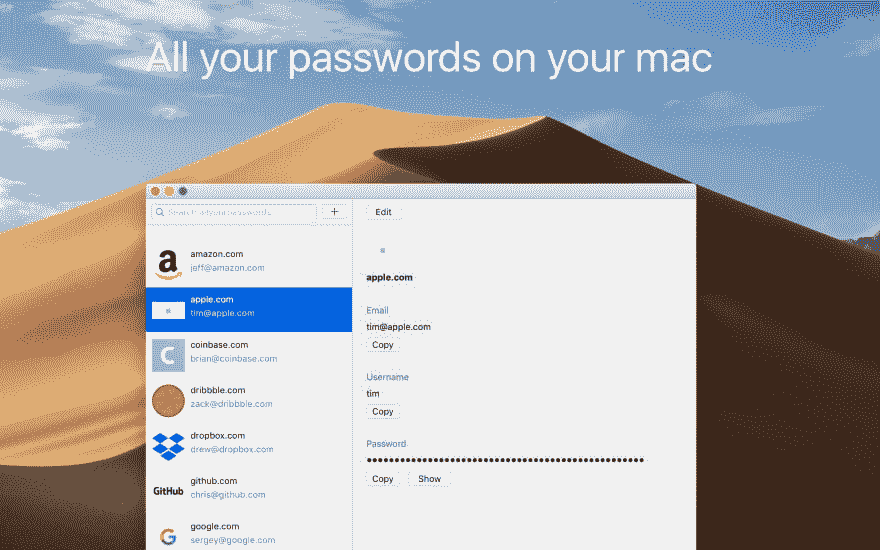 All your passwords on your mac
Search all your passwords
+
Edit
a
amazon.com
jeff@amazon.com
apple.com
tim@apple.com
C
coinbase.com
brian@coinbase.com
dribbble.com
zack@dribbble.com
dropbox.com
drew@dropbox.com
GitHub
github.com
chris@github.com
G
google.com
sergey@google.com
apple.com
Email
tim@apple.com
Copy
Username
tim
Copy
Password
••••••••••••••••••••••••••••••••••••••••••••••••••
Copy
Show